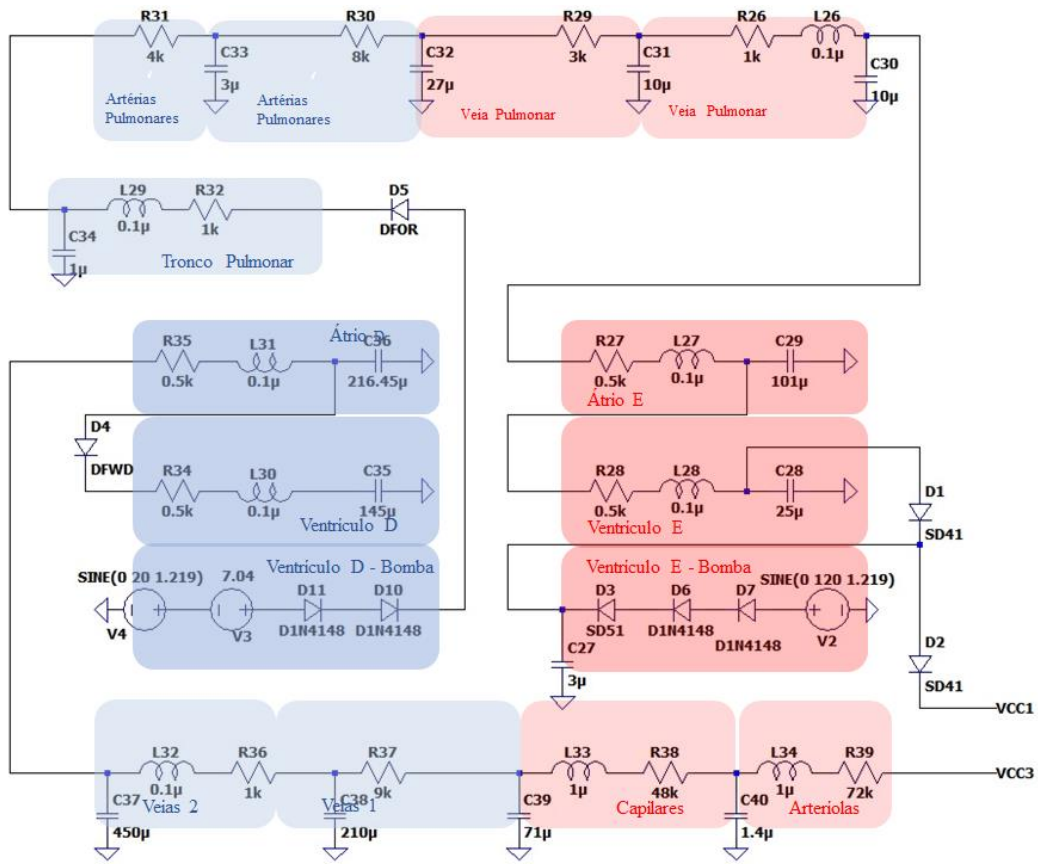 R31
4k
C33
3µ
R30
8k
C32
27µ
R29
3k
C31
10µ
R26
1k
L26
0.1µ
C30
10µ
Artérias
Pulmonares
Artérias
Pulmonares
Veia Pulmonar
Veia Pulmonar
L29
0.1µ
R32
1k
C34
1µ
Tronco Pulmonar
D5
DFOR
Átrio D
R35
0.5k
L31
0.1µ
C36
216.45µ
R27
0.5k
L27
0.1µ
C29
101µ
Átrio E
D4
DFWD
R34
0.5k
L30
0.1µ
C35
145µ
Ventrículo D
R28
0.5k
L28
0.1µ
C28
25µ
Ventrículo E
D1
SD41
Ventrículo D - Bomba
SINE(0 20 1.219)
V4
7.04
V3
D11
D1N4148
D10
D1N4148
Ventrículo E - Bomba
SINE(0 120 1.219)
D3
SD51
D6
D1N4148
D7
D1N4148
V2
C27
3µ
D2
SD41
VCC1
L32
0.1µ
R36
1k
R37
9k
L33
1µ
R38
48k
L34
1µ
R39
72k
VCC3
C37
450µ
Veias 2
C38
210µ
Veias 1
C39
71µ
Capilares
C40
1.4µ
Arteriolas